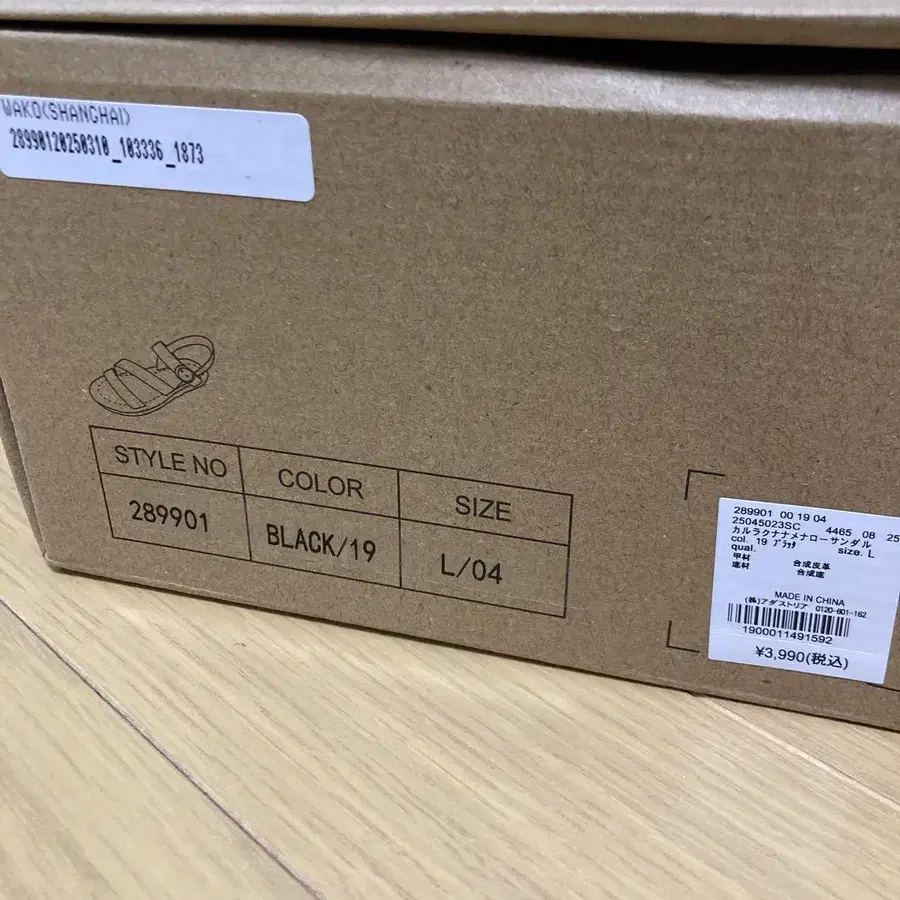 WAKO(SHANGHAI)
28990120250310_103336_1873
STYLE NO COLOR SIZE
289901 BLACK/19 L/04
289901 00 19 04
25045023SC 4465 08 25
カルラクナナメナローサンダル
col. 19 ﾌﾞﾗｯｸ size. L
qual.
甲材 合成皮革
底材 合成底
MADE IN CHINA
(株)アダストリア 0120-601-162
1900011491592
¥3,990(税込)